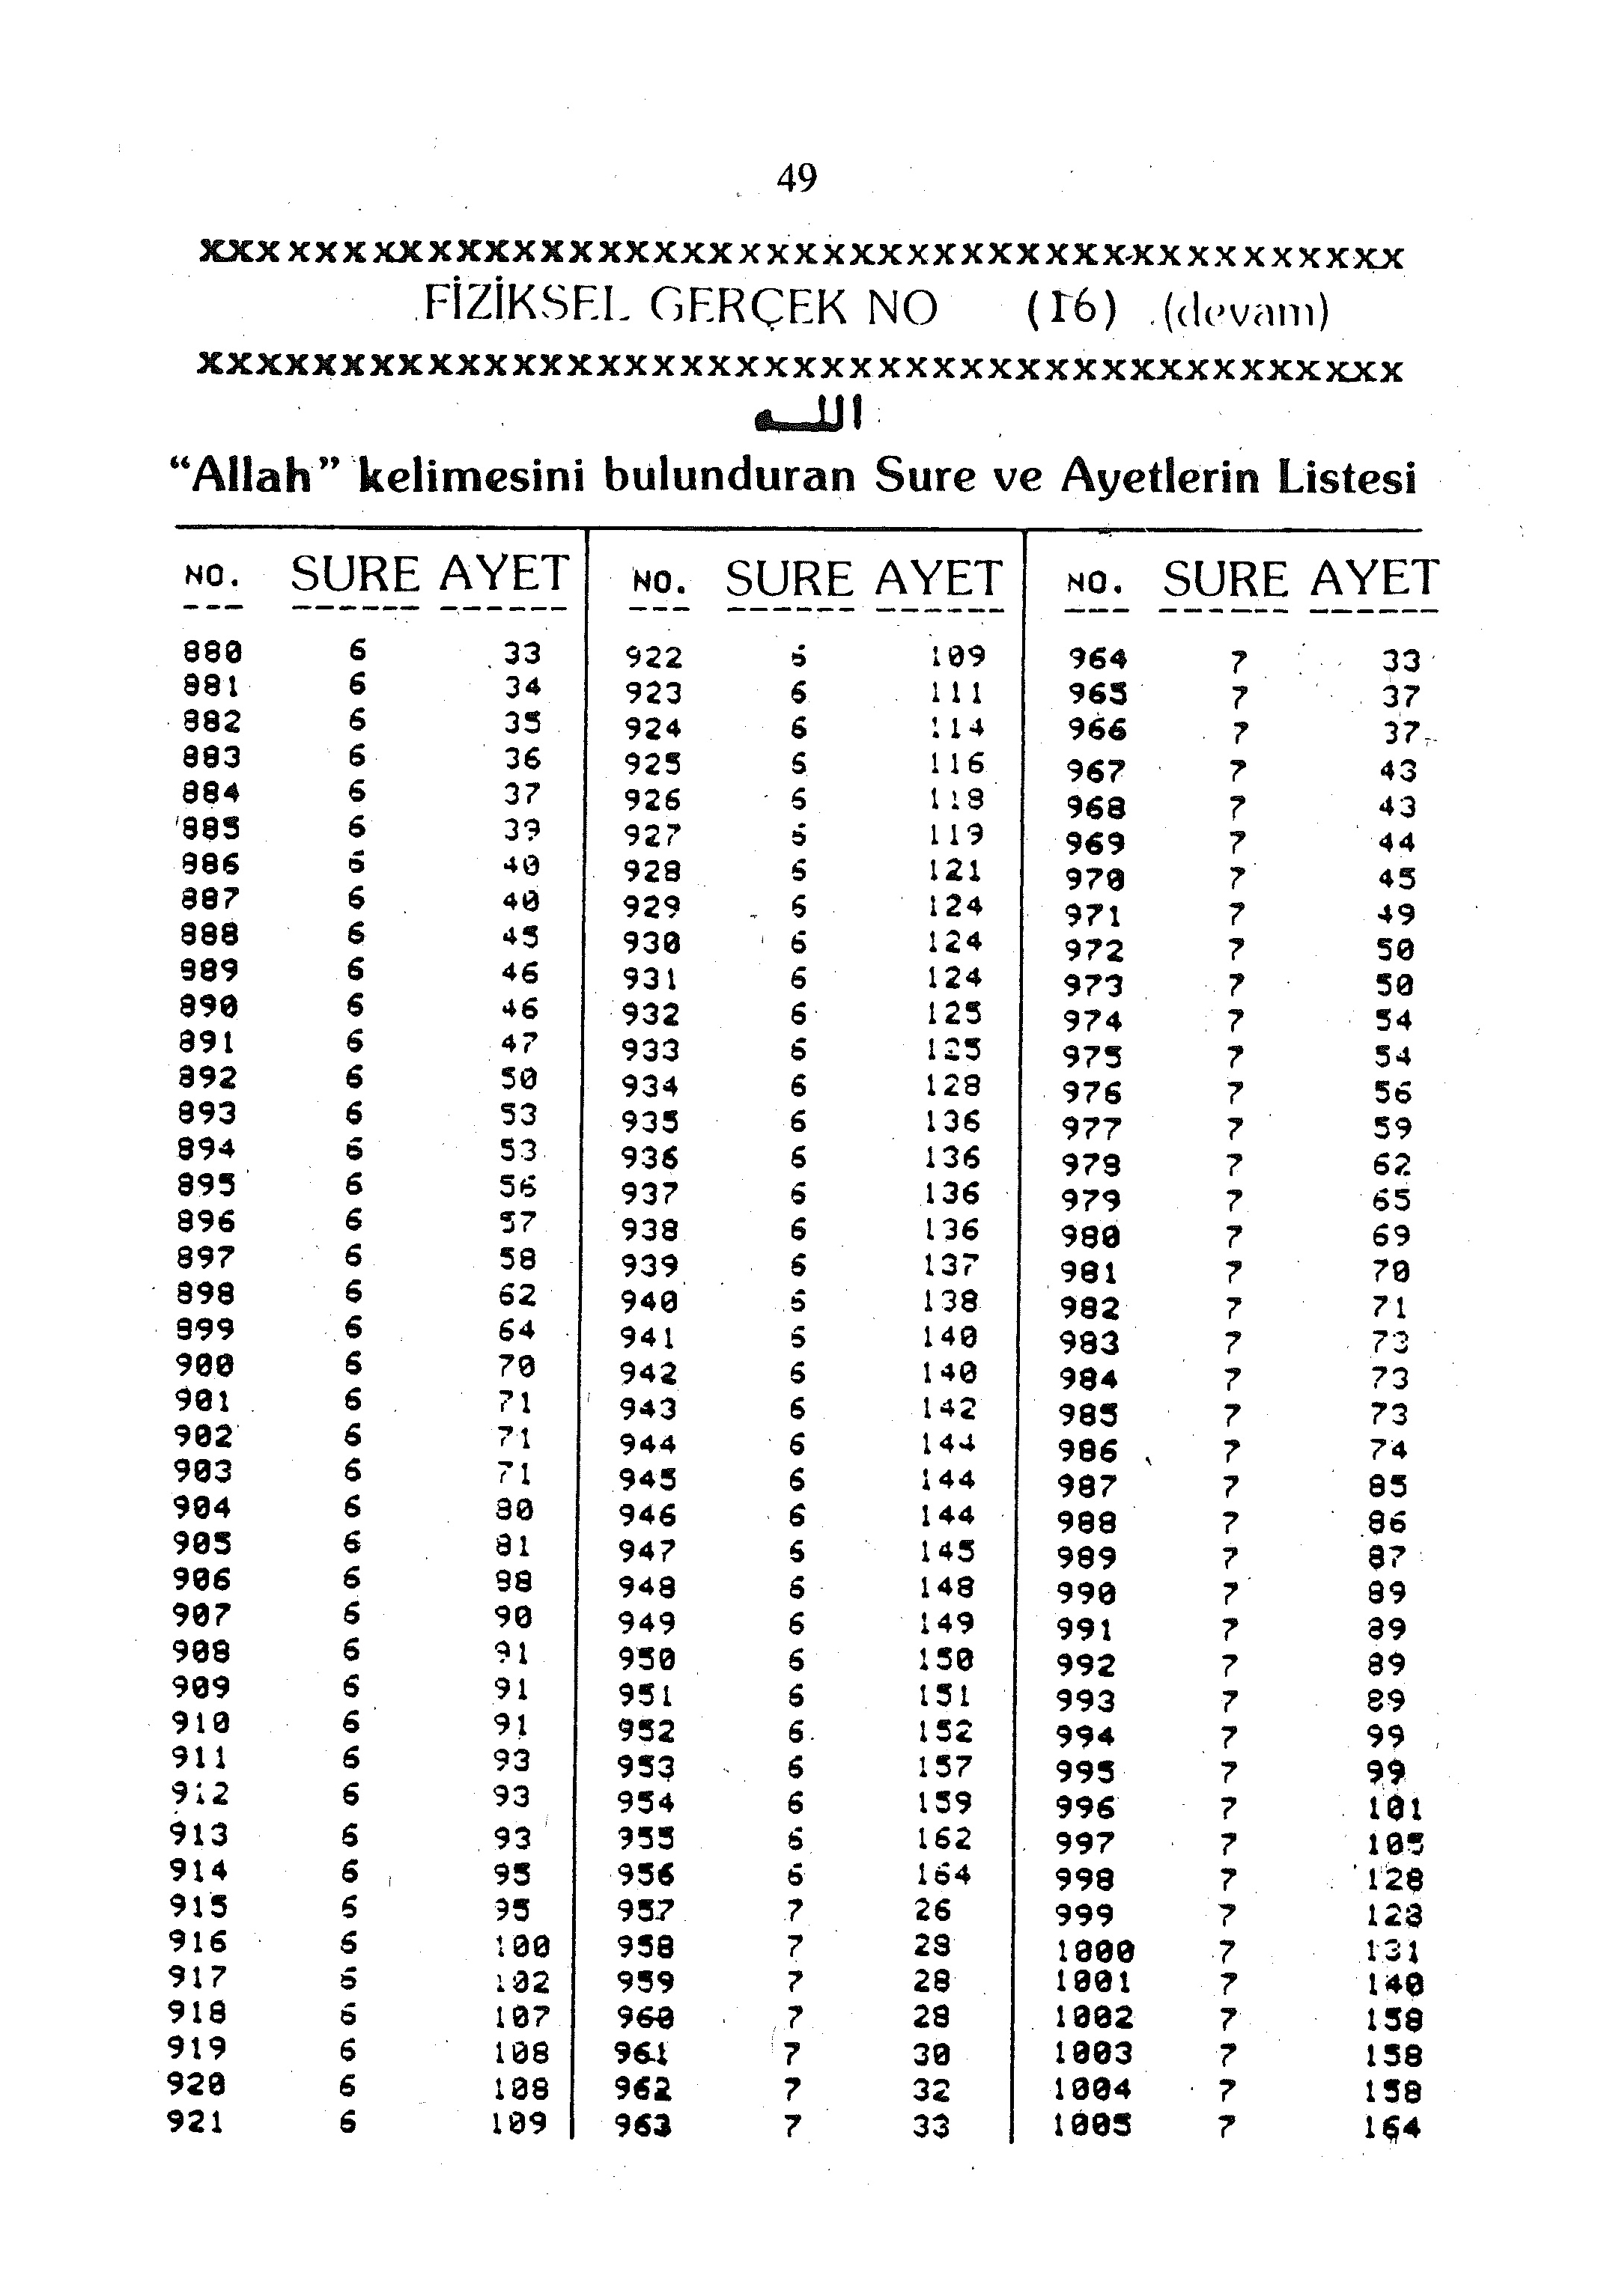 49
XXXXXXXXXXXXXXXXXXXXXXXXXXXXXXXXXXXXXXXXXXX
FİZİKSEL GERÇEK NO (16) (devam)
XXXXXXXXXXXXXXXXXXXXXXXXXXXXXXXXXXXXXXXXXXX
اللـه
“Allah” kelimesini bulunduran Sure ve Ayetlerin Listesi
NO. SURE AYET
880 6 33
881 6 34
882 6 35
883 6 36
884 6 37
885 6 39
886 6 40
887 6 40
888 6 45
889 6 46
890 6 46
891 6 47
892 6 50
893 6 53
894 6 53
895 6 56
896 6 57
897 6 58
898 6 62
899 6 64
900 6 70
901 6 71
902 6 71
903 6 71
904 6 80
905 6 81
906 6 88
907 6 90
908 6 91
909 6 91
910 6 91
911 6 93
912 6 93
913 6 93
914 6 95
915 6 95
916 6 100
917 6 102
918 6 107
919 6 108
920 6 108
921 6 109
NO. SURE AYET
922 6 109
923 6 111
924 6 114
925 6 116
926 6 118
927 6 119
928 6 121
929 6 124
930 6 124
931 6 124
932 6 125
933 6 125
934 6 128
935 6 136
936 6 136
937 6 136
938 6 136
939 6 137
940 6 138
941 6 140
942 6 140
943 6 142
944 6 144
945 6 144
946 6 144
947 6 145
948 6 148
949 6 149
950 6 150
951 6 151
952 6 152
953 6 157
954 6 159
955 6 162
956 6 164
957 7 26
958 7 28
959 7 28
960 7 28
961 7 30
962 7 32
963 7 33
NO. SURE AYET
964 7 33
965 7 37
966 7 37
967 7 43
968 7 43
969 7 44
970 7 45
971 7 49
972 7 50
973 7 50
974 7 54
975 7 54
976 7 56
977 7 59
978 7 62
979 7 65
980 7 69
981 7 70
982 7 71
983 7 73
984 7 73
985 7 73
986 7 74
987 7 85
988 7 86
989 7 87
990 7 89
991 7 89
992 7 89
993 7 89
994 7 99
995 7 99
996 7 101
997 7 105
998 7 128
999 7 128
1000 7 131
1001 7 140
1002 7 158
1003 7 158
1004 7 158
1005 7 164